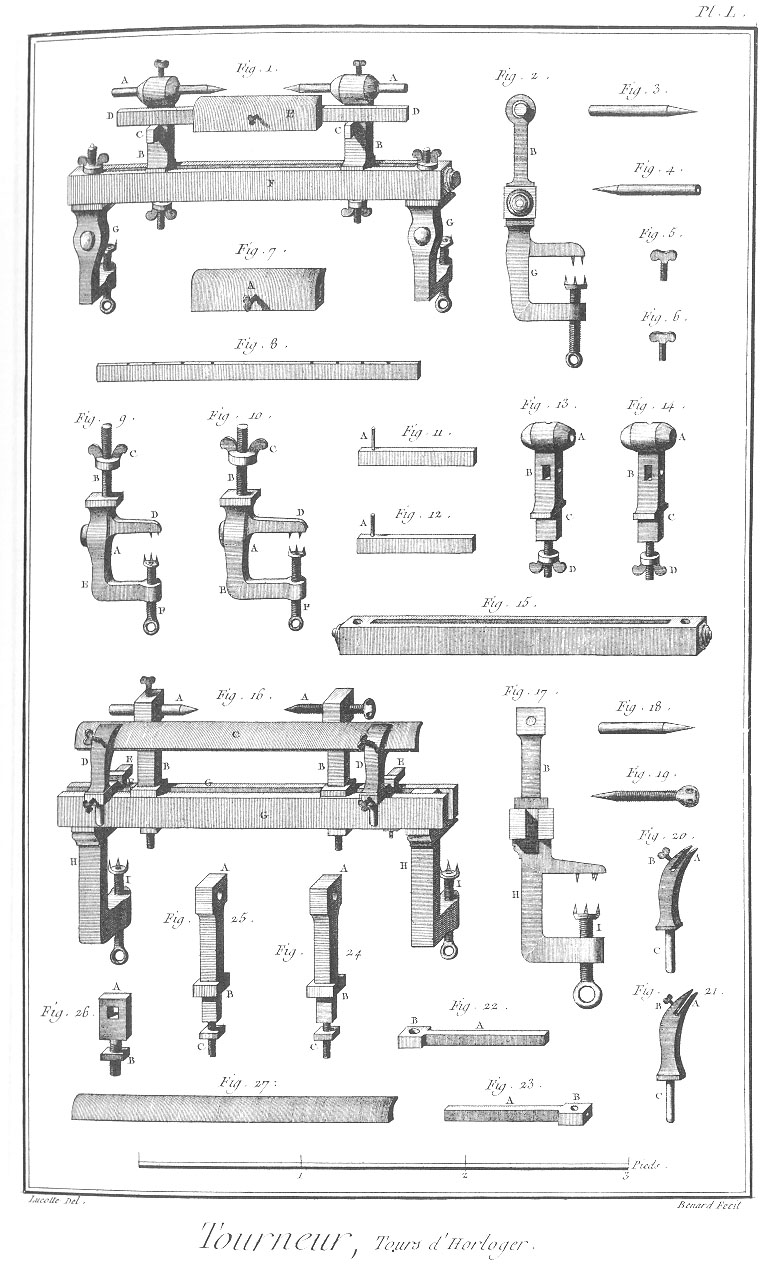 Pl. L.
Fig. 1.
A A
D E D
C C
B B
F
G G
Fig. 2.
B
G
Fig. 3.
Fig. 4.
Fig. 5.
Fig. 6.
Fig. 7.
A
Fig. 8.
Fig. 9.
C
B
D
A
E
F
Fig. 10.
C
B
D
A
E
F
Fig. 11.
A
Fig. 12.
A
Fig. 13.
A
B
C
D
Fig. 14.
A
B
C
D
Fig. 15.
Fig. 16.
A A
C
D E B B D E
G
G
H H
I I
Fig. 17.
B
H
I
Fig. 18.
Fig. 19.
Fig. 20.
B A
C
Fig. 21.
B A
C
Fig. 22.
B A
Fig. 23.
A B
Fig. 25.
A
B
C
Fig. 24
A
B
C
Fig. 26.
A
B
Fig. 27.
1 2 3 Pieds.
Lucotte Del.
Benard Fecit
Tourneur, Tours d'Horloger.